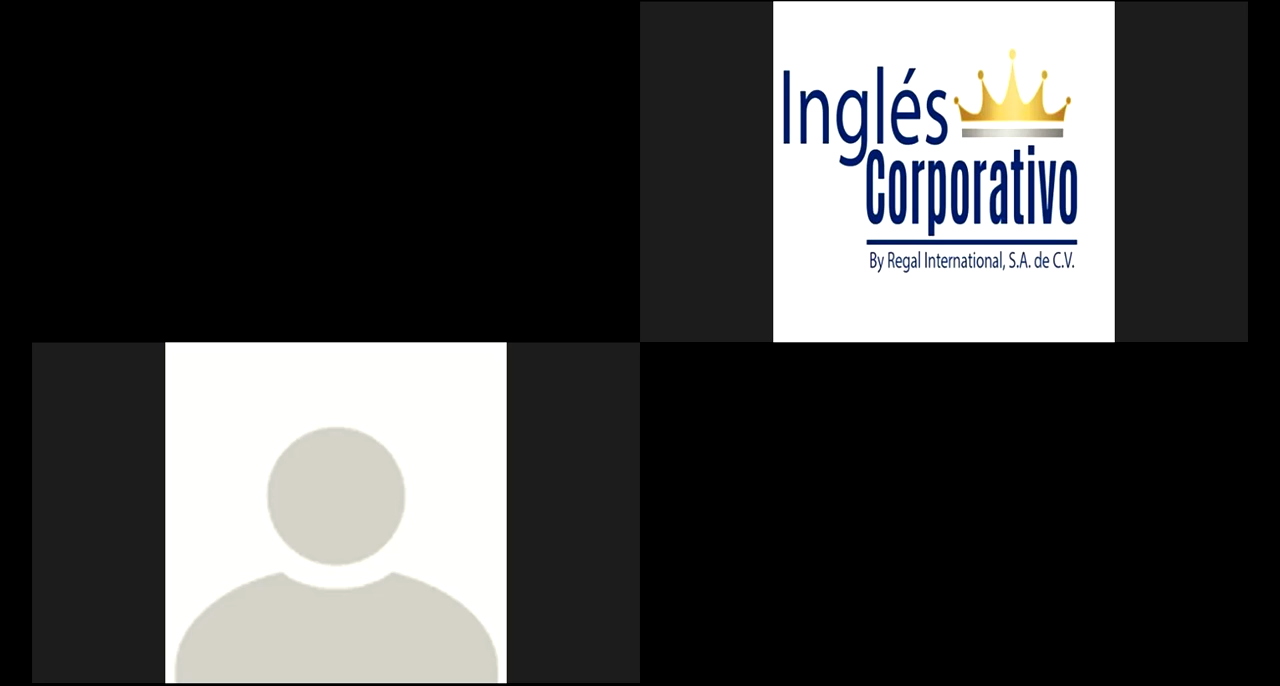 Inglés
Corporativo
By Regal International, S.A. de C.V.